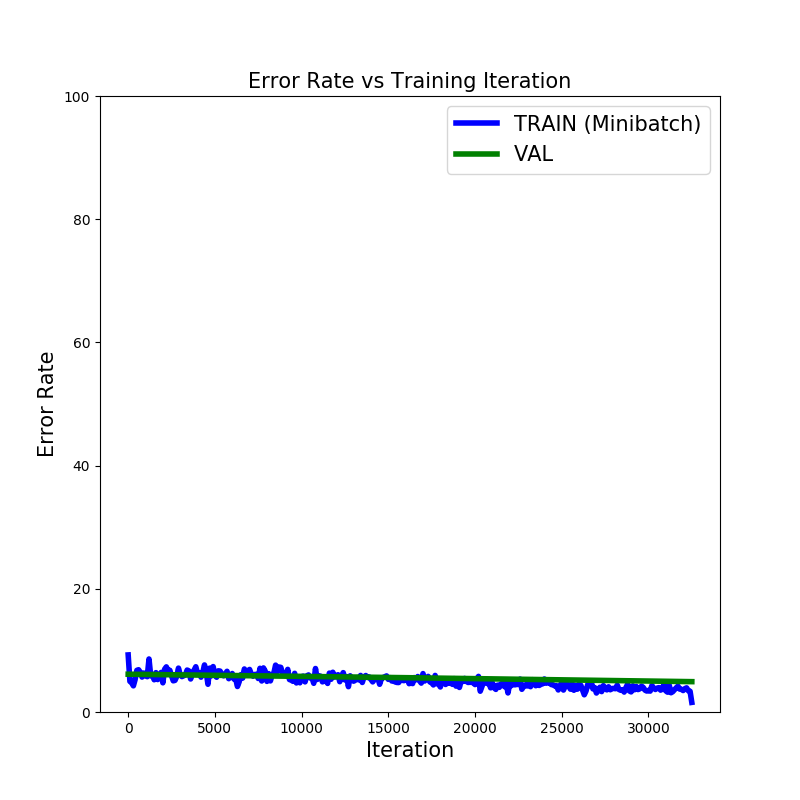 Error Rate vs Training Iteration
100
80
60
40
20
0
Error Rate
TRAIN (Minibatch)
VAL
0 5000 10000 15000 20000 25000 30000
Iteration